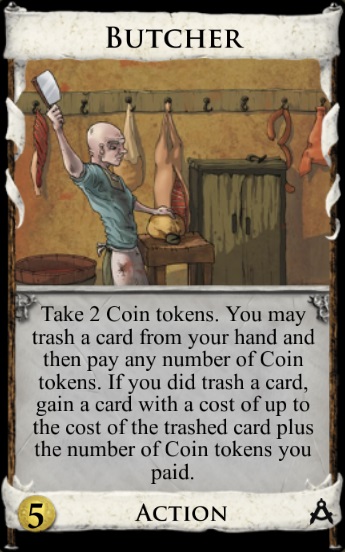 BUTCHER
Take 2 Coin tokens. You may
trash a card from your hand and
then pay any number of Coin
tokens. If you did trash a card,
gain a card with a cost of up to
the cost of the trashed card plus
the number of Coin tokens you
paid.
5 ACTION